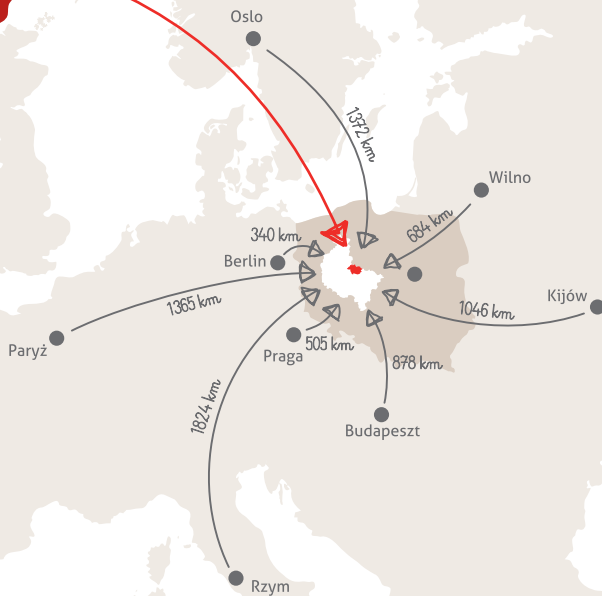 Oslo
1372 km
Wilno
684 km
340 km
Berlin
Kijów
1046 km
1365 km
Paryż
505 km
Praga
878 km
1824 km
Budapeszt
Rzym